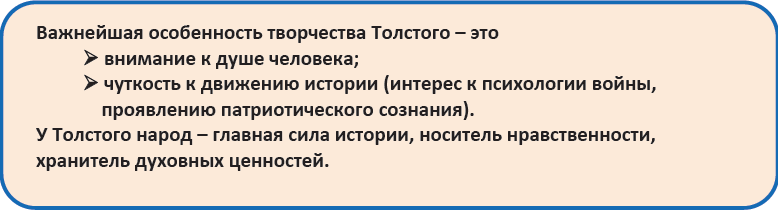 Важнейшая особенность творчества Толстого – это
➢ внимание к душе человека;
➢ чуткость к движению истории (интерес к психологии войны,
проявлению патриотического сознания).
У Толстого народ – главная сила истории, носитель нравственности,
хранитель духовных ценностей.